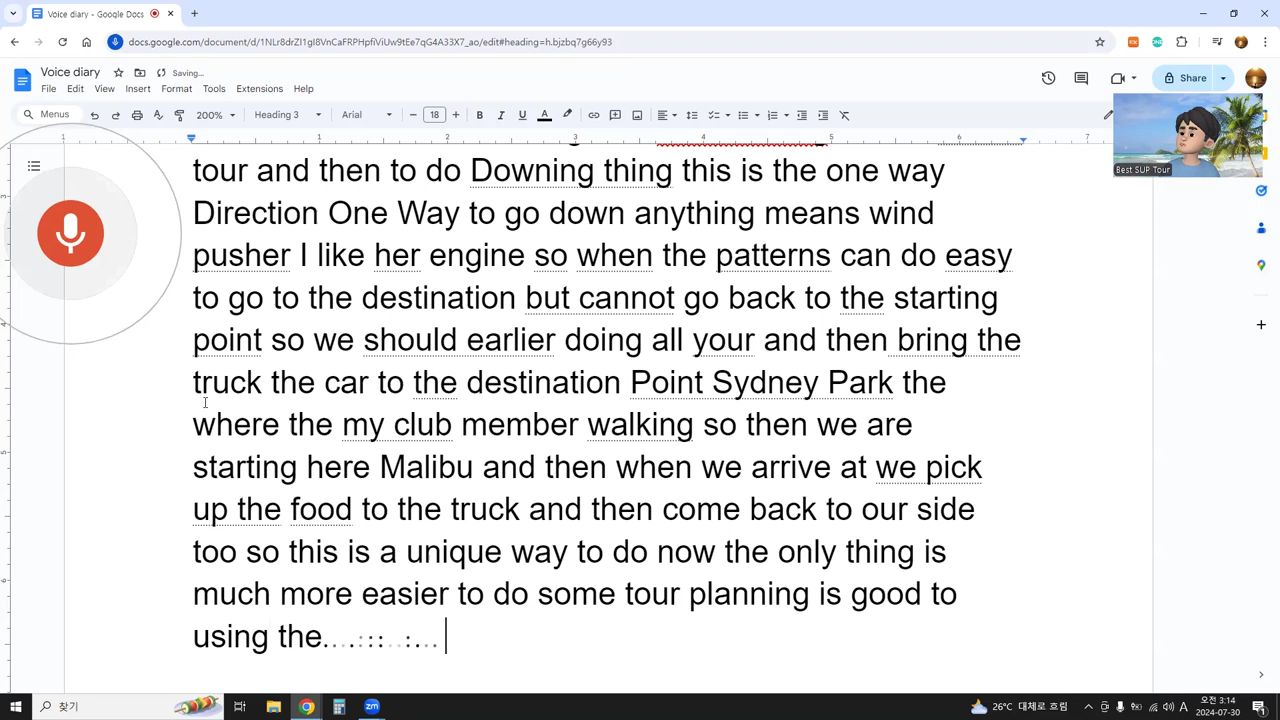 Voice diary - Google Docs
docs.google.com/document/d/1NLr8drZI1gI8VnCaFRPHpfiViUw9tEe7qG4A33X7_ao/edit#heading=h.bjzbq7g66y93
Voice diary Saving...
File Edit View Insert Format Tools Extensions Help
Share
Menus 200% Heading 3 Arial 18
1 1 2 3 4 5 6 7
Best SUP Tour
tour and then to do Downing thing this is the one way
Direction One Way to go down anything means wind
pusher I like her engine so when the patterns can do easy
to go to the destination but cannot go back to the starting
point so we should earlier doing all your and then bring the
truck the car to the destination Point Sydney Park the
where the my club member walking so then we are
starting here Malibu and then when we arrive at we pick
up the food to the truck and then come back to our side
too so this is a unique way to do now the only thing is
much more easier to do some tour planning is good to
using the....:::..:...
찾기
26°C 대체로 흐림 A 오전 3:14
2024-07-30